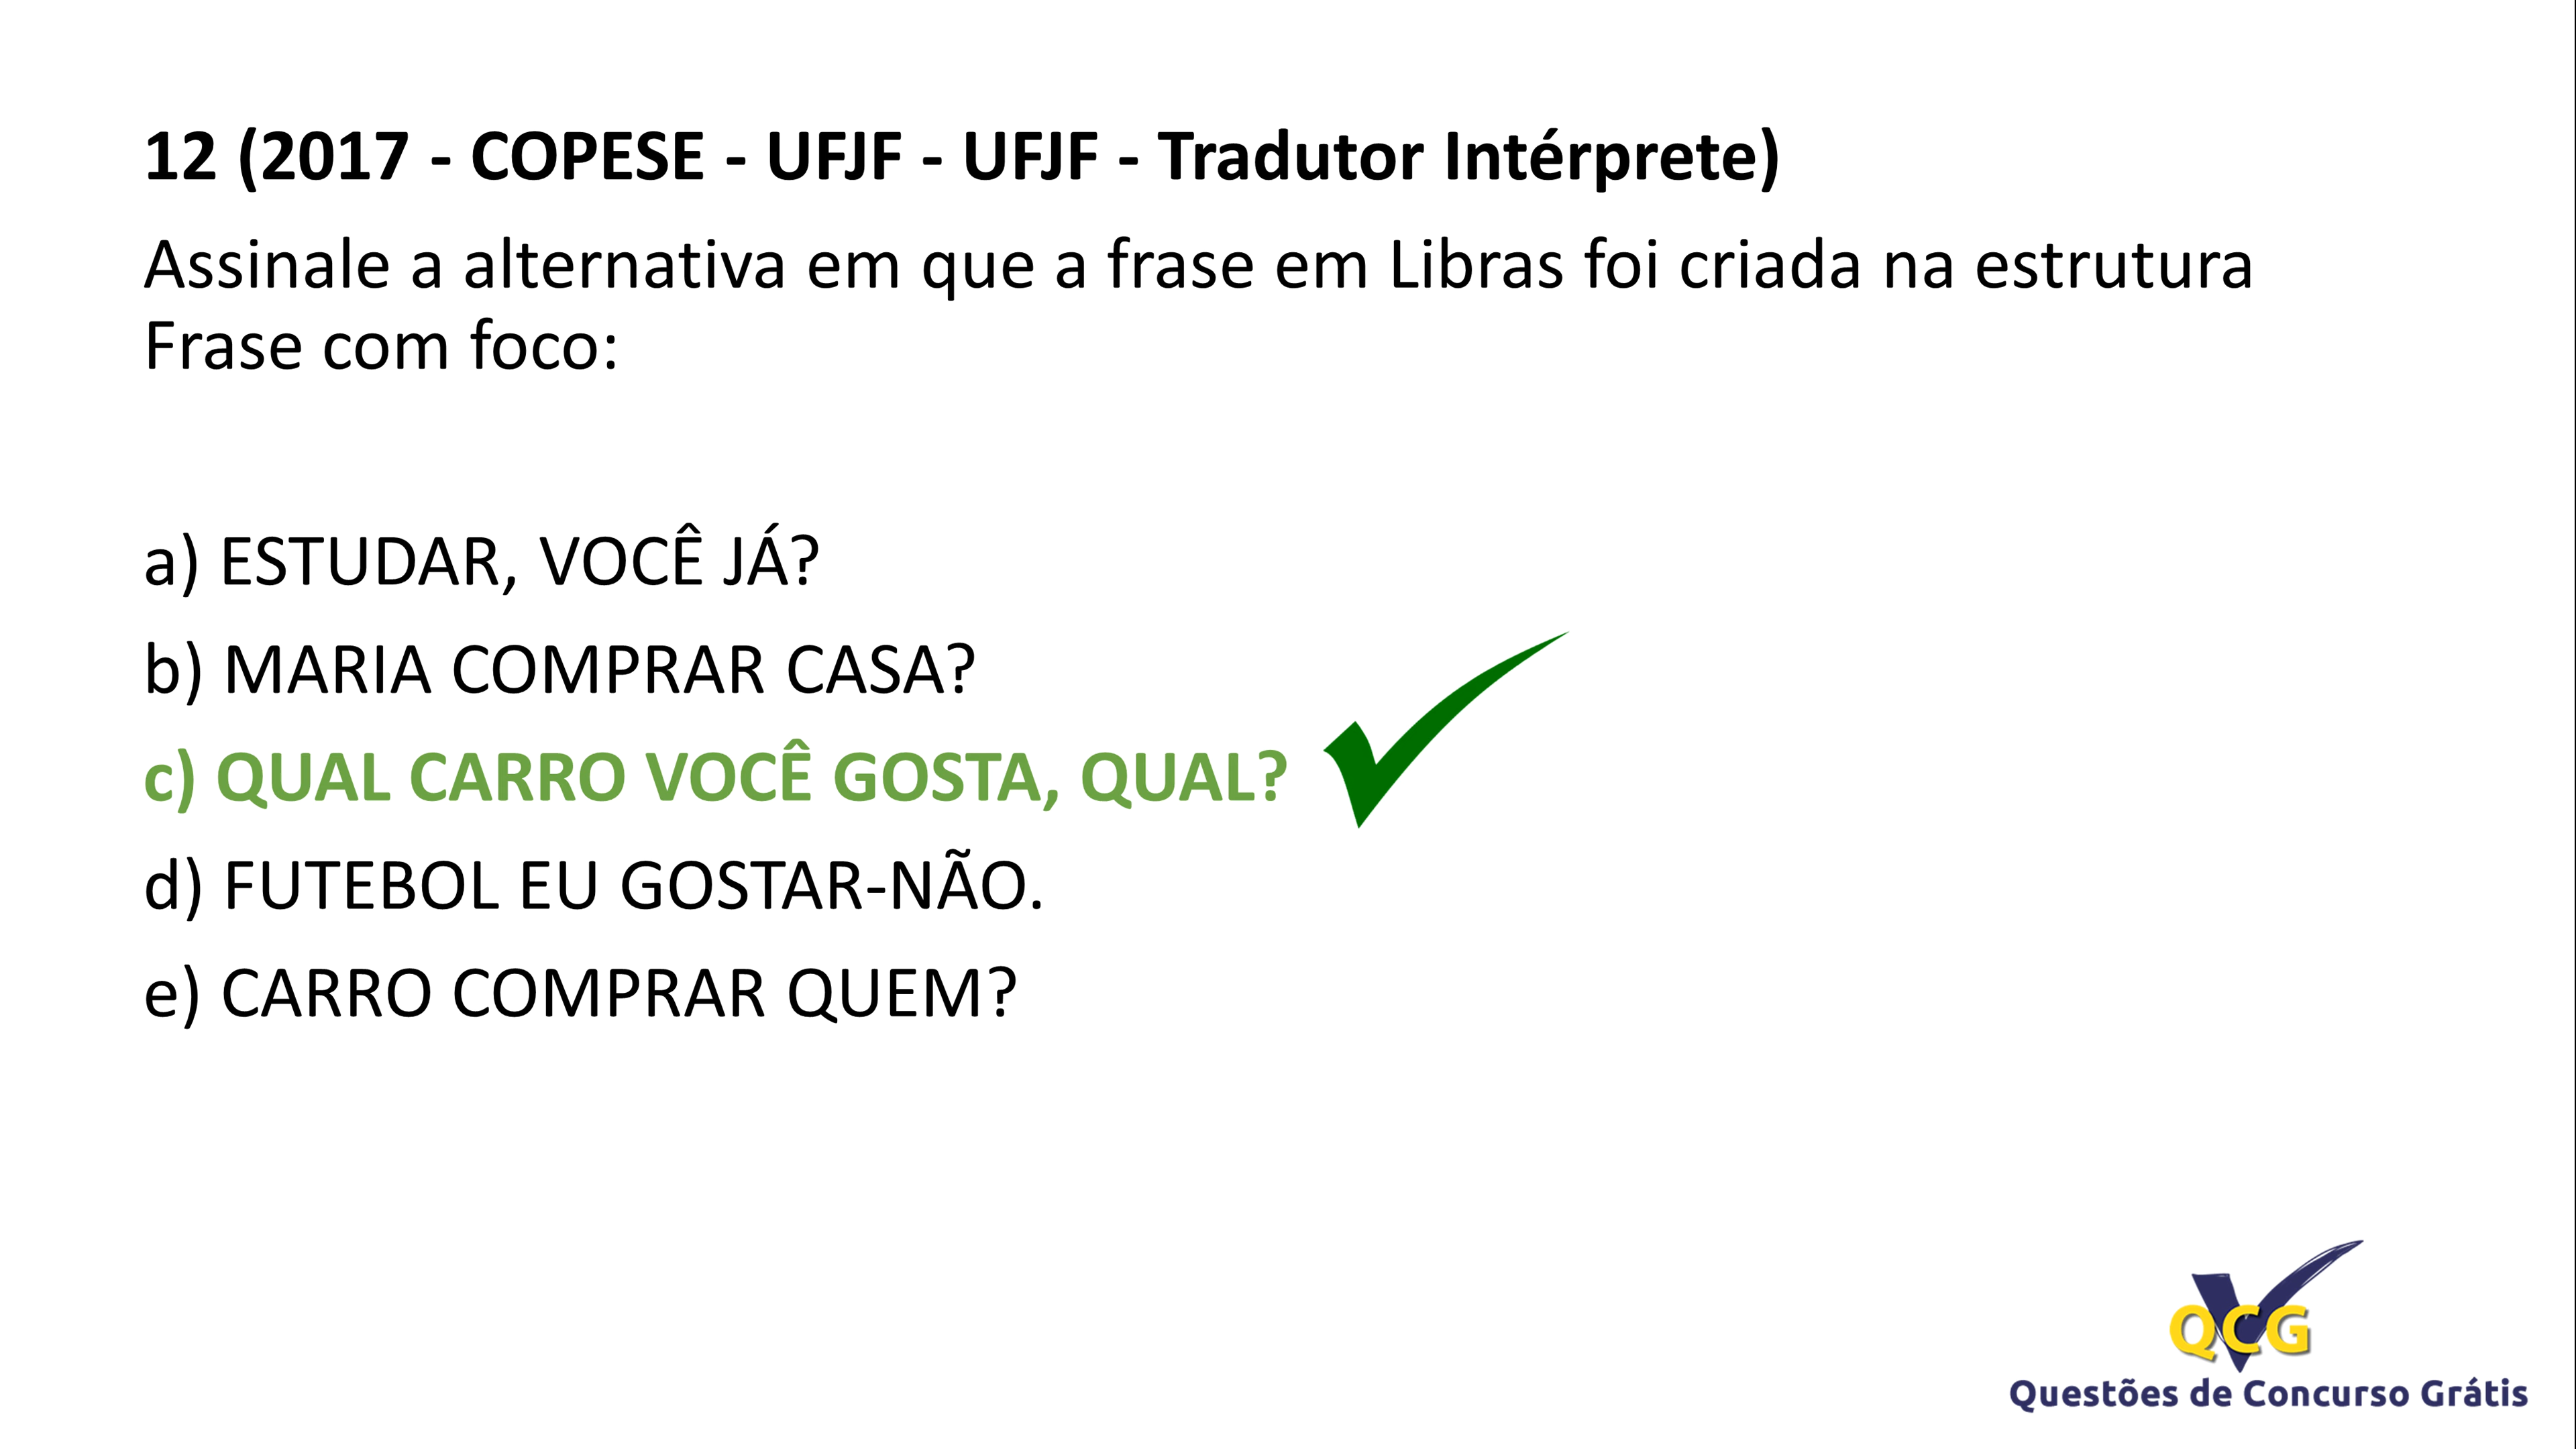 12 (2017 - COPESE - UFJF - UFJF - Tradutor Intérprete)
Assinale a alternativa em que a frase em Libras foi criada na estrutura
Frase com foco:
a) ESTUDAR, VOCÊ JÁ?
b) MARIA COMPRAR CASA?
c) QUAL CARRO VOCÊ GOSTA, QUAL?
d) FUTEBOL EU GOSTAR-NÃO.
e) CARRO COMPRAR QUEM?
QCG
Questões de Concurso Grátis